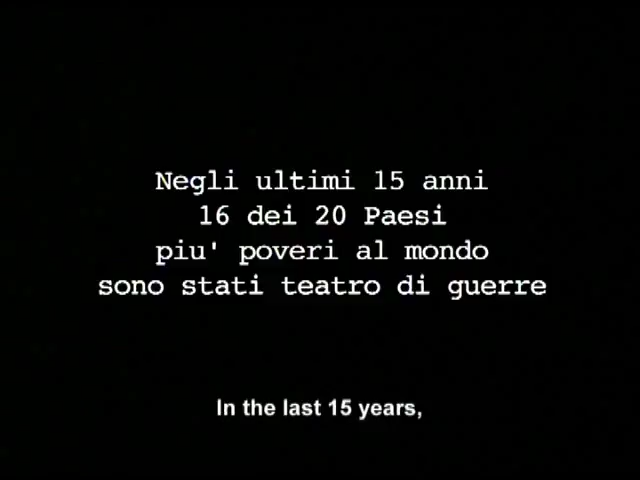 Negli ultimi 15 anni
16 dei 20 Paesi
piu' poveri al mondo
sono stati teatro di guerre
In the last 15 years,